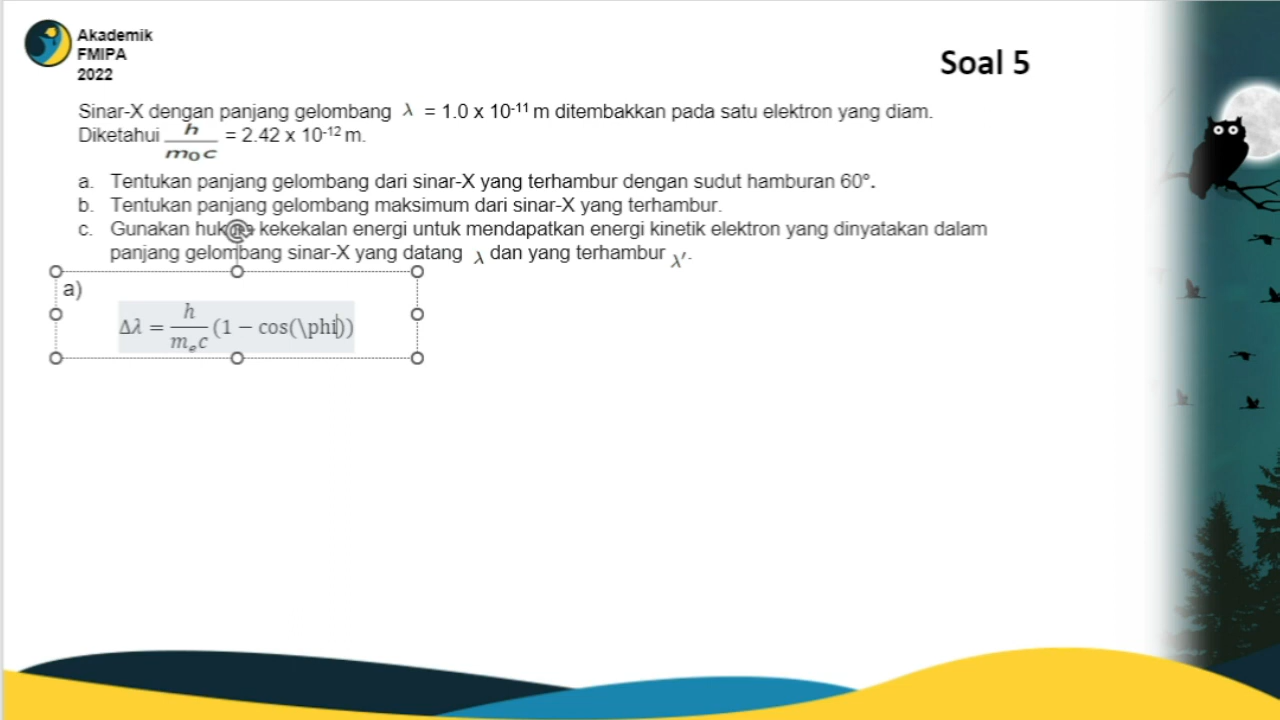 Akademik
FMIPA
2022
Soal 5
Sinar-X dengan panjang gelombang λ = 1.0 x 10⁻¹¹ m ditembakkan pada satu elektron yang diam.
Diketahui h/m₀c = 2.42 x 10⁻¹² m.
a. Tentukan panjang gelombang dari sinar-X yang terhambur dengan sudut hamburan 60°.
b. Tentukan panjang gelombang maksimum dari sinar-X yang terhambur.
c. Gunakan kekekalan energi untuk mendapatkan energi kinetik elektron yang dinyatakan dalam
panjang gelombang sinar-X yang datang λ dan yang terhambur λ'.
a)
Δλ = h/mₒc (1 − cos(\phi))